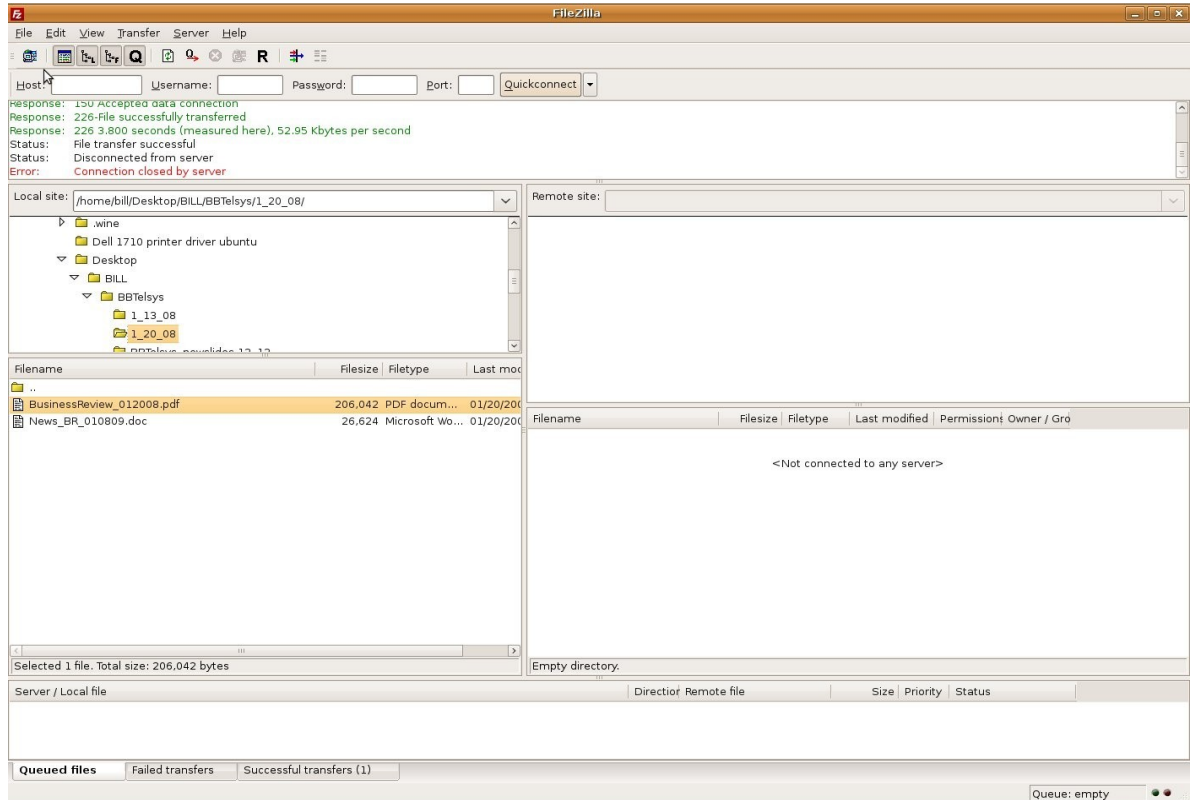 FileZilla
File Edit View Transfer Server Help
Host: Username: Password: Port: Quickconnect
Response: 150 Accepted data connection
Response: 226-File successfully transferred
Response: 226 3.800 seconds (measured here), 52.95 Kbytes per second
Status: File transfer successful
Status: Disconnected from server
Error: Connection closed by server
Local site: /home/bill/Desktop/BILL/BBTelsys/1_20_08/
.wine
Dell 1710 printer driver ubuntu
Desktop
BILL
BBTelsys
1_13_08
1_20_08
Filename Filesize Filetype Last mod
..
BusinessReview_012008.pdf 206,042 PDF docum... 01/20/200
News_BR_010809.doc 26,624 Microsoft Wo... 01/20/200
Selected 1 file. Total size: 206,042 bytes
Remote site:
Filename Filesize Filetype Last modified Permissions Owner / Gro
<Not connected to any server>
Empty directory.
Server / Local file Direction Remote file Size Priority Status
Queued files Failed transfers Successful transfers (1)
Queue: empty